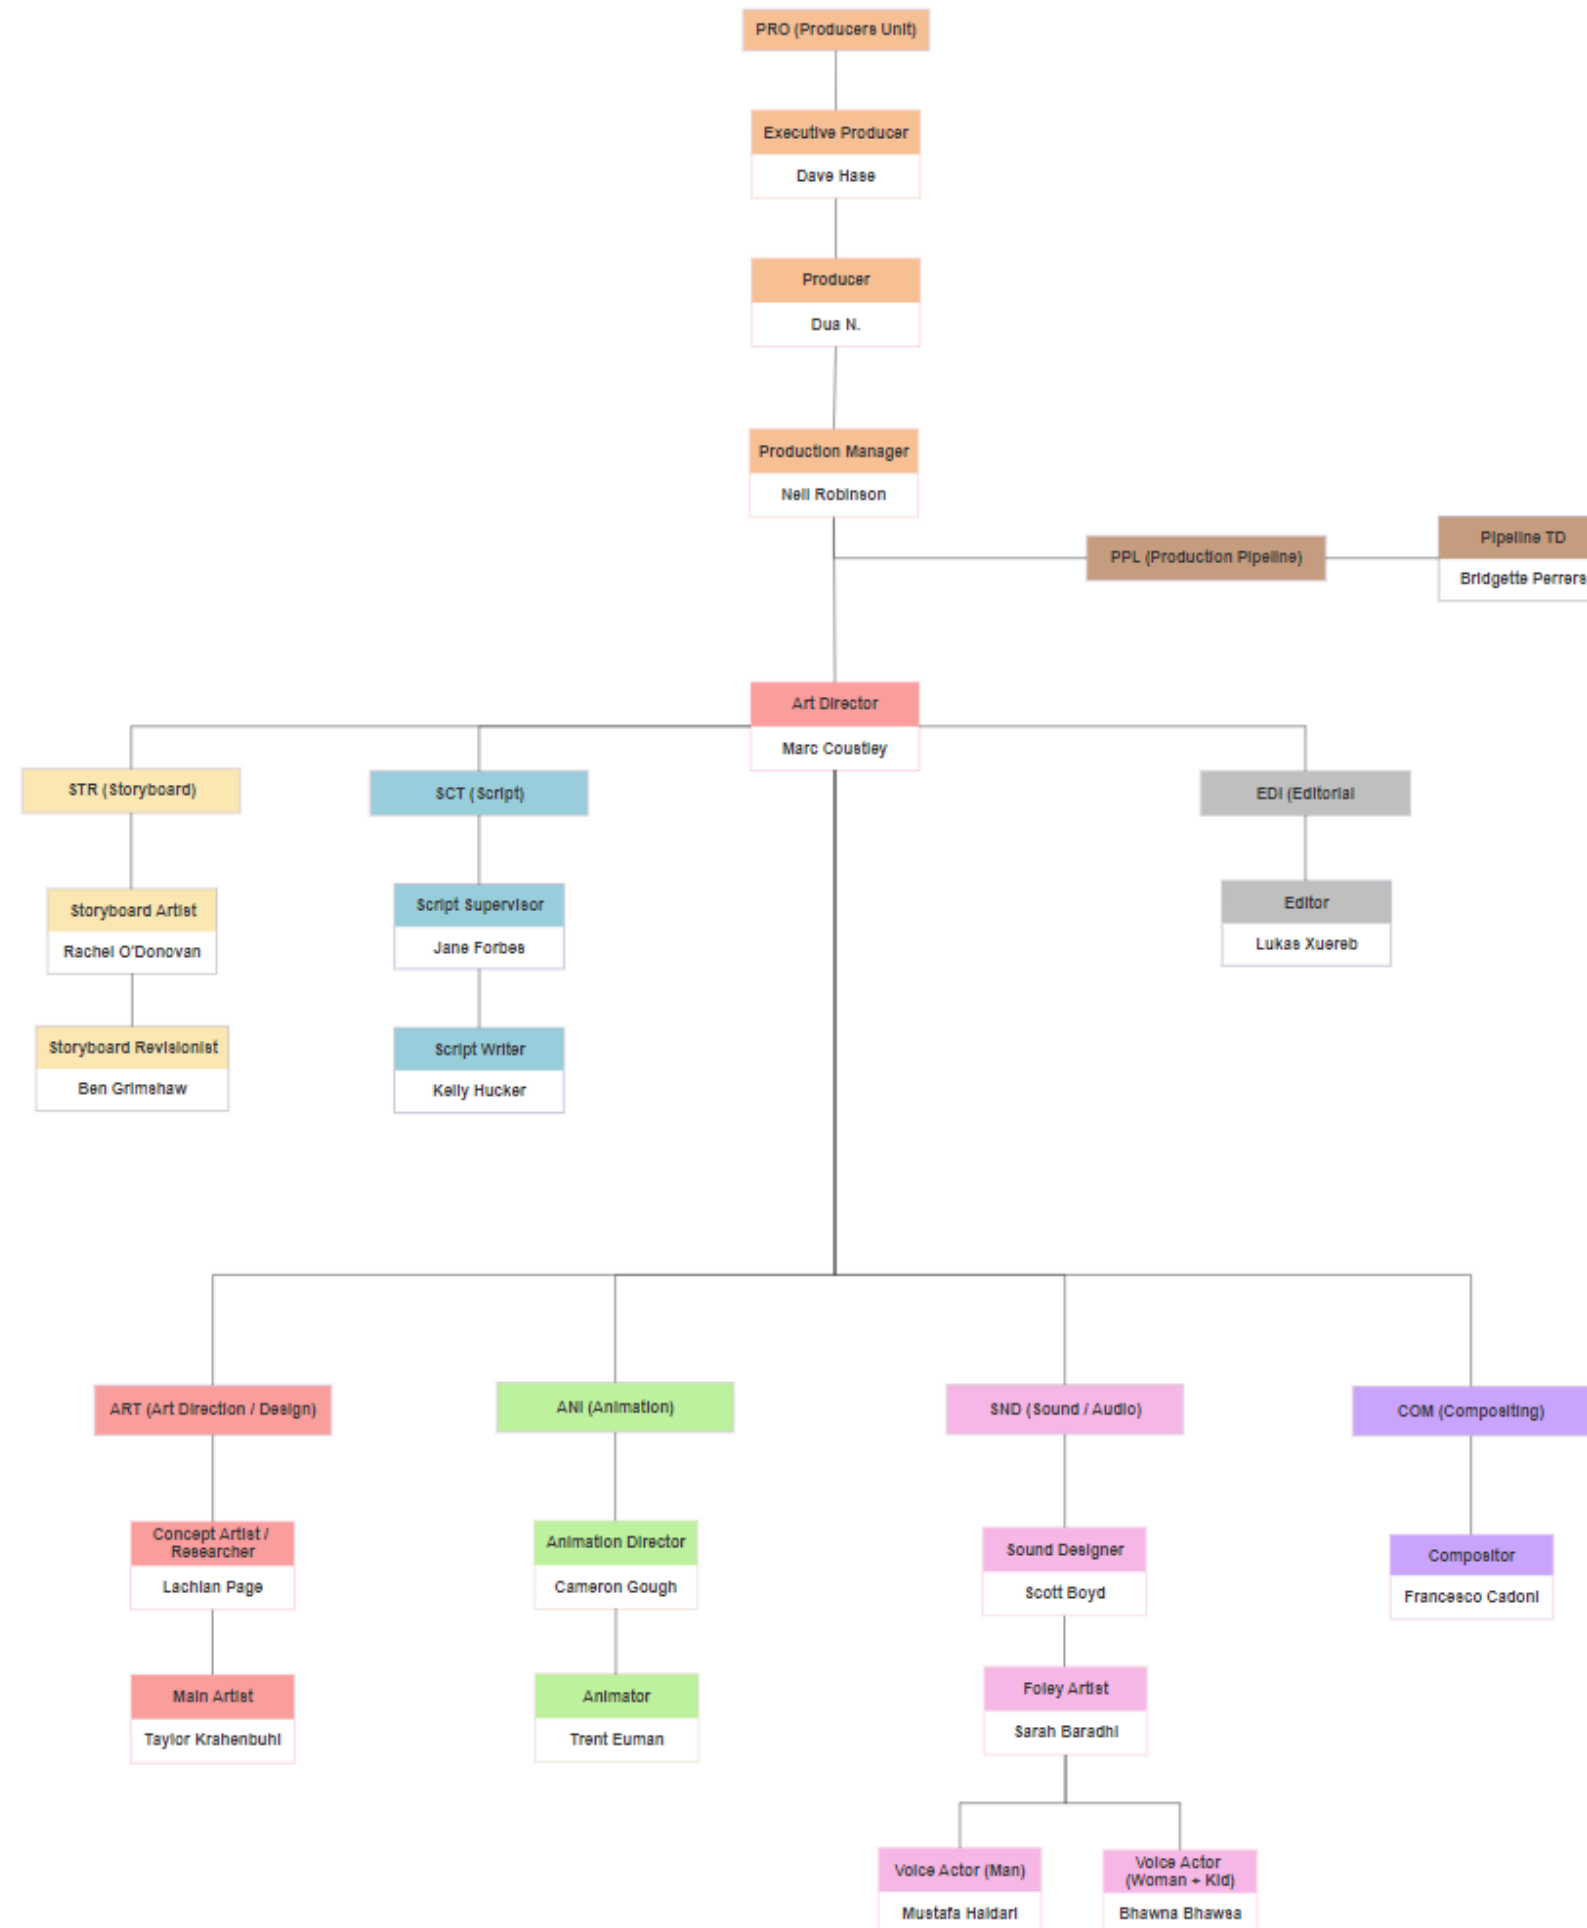 PRO (Producers Unit)
Executive Producer
Dave Hase
Producer
Dua N.
Production Manager
Neil Robinson
PPL (Production Pipeline)
Pipeline TD
Bridgette Perrers
Art Director
Marc Coustley
STR (Storyboard)
SCT (Script)
EDI (Editorial
Storyboard Artist
Rachel O'Donovan
Script Supervisor
Jane Forbes
Editor
Lukas Xuereb
Storyboard Revisionist
Ben Grimshaw
Script Writer
Kelly Hucker
ART (Art Direction / Design)
ANI (Animation)
SND (Sound / Audio)
COM (Compositing)
Concept Artist /
Researcher
Lachlan Page
Animation Director
Cameron Gough
Sound Designer
Scott Boyd
Compositor
Francesco Cadoni
Main Artist
Taylor Krahenbuhl
Animator
Trent Euman
Foley Artist
Sarah Baradhi
Voice Actor (Man)
Mustafa Haidari
Voice Actor
(Woman + Kid)
Bhawna Bhawsa